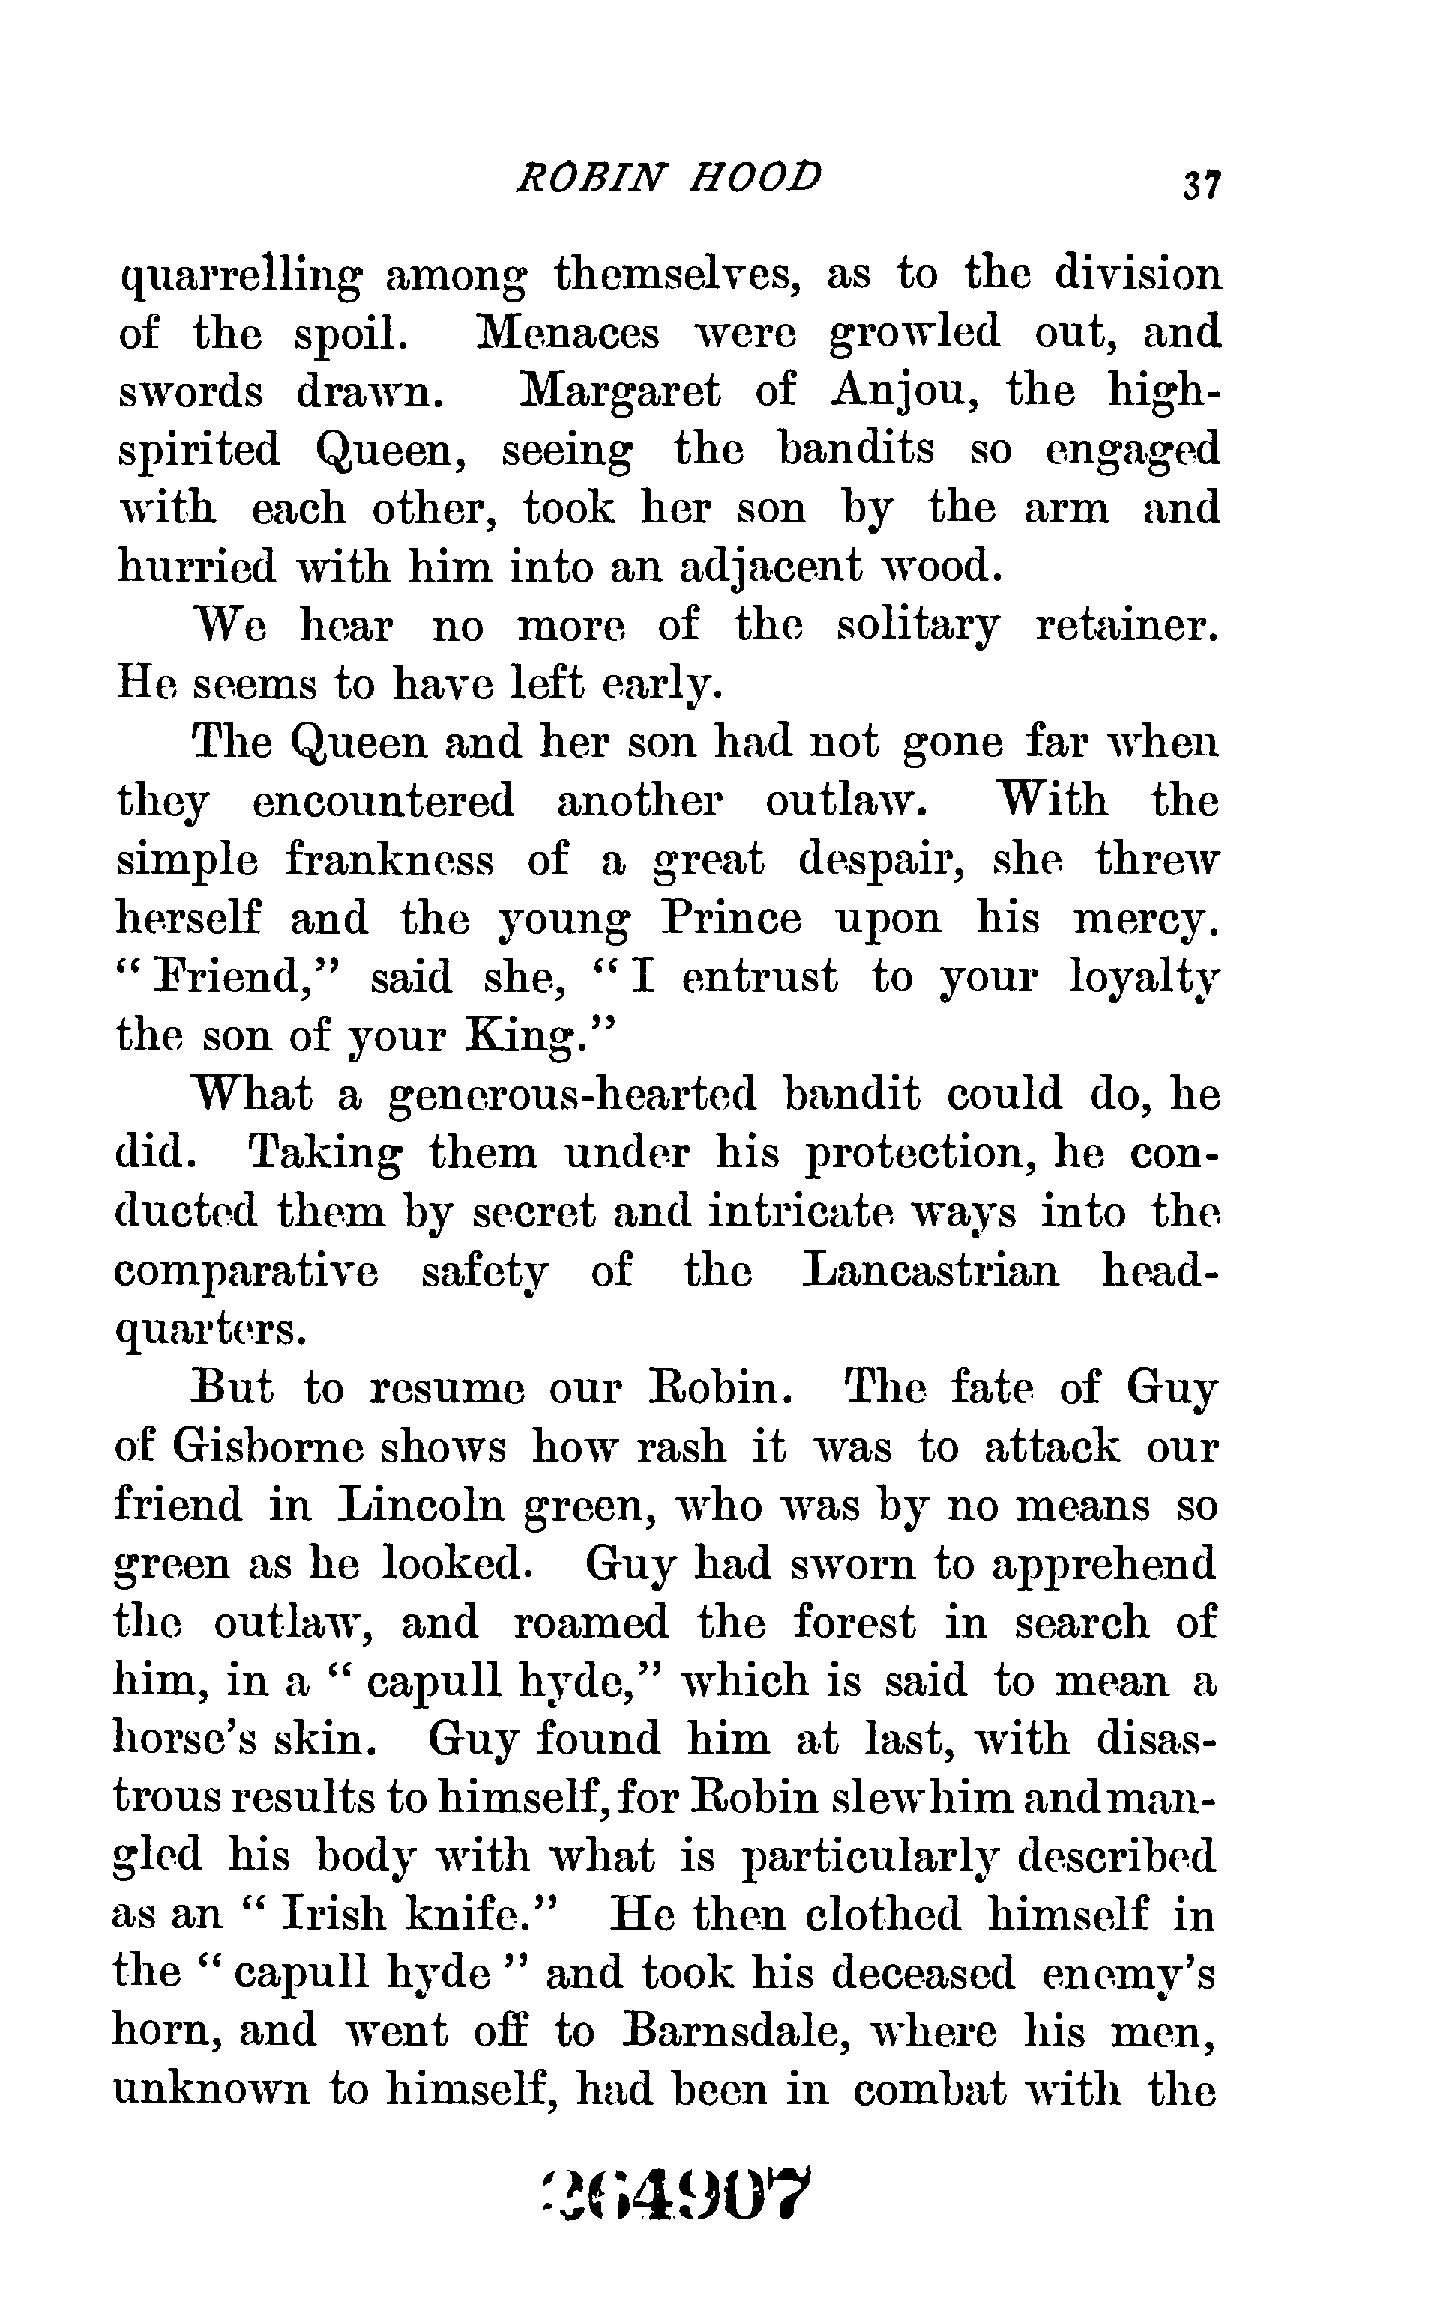 ROBIN HOOD 37
quarrelling among themselves, as to the division
of the spoil. Menaces were growled out, and
swords drawn. Margaret of Anjou, the high-
spirited Queen, seeing the bandits so engaged
with each other, took her son by the arm and
hurried with him into an adjacent wood.
We hear no more of the solitary retainer.
He seems to have left early.
The Queen and her son had not gone far when
they encountered another outlaw. With the
simple frankness of a great despair, she threw
herself and the young Prince upon his mercy.
“Friend,” said she, “I entrust to your loyalty
the son of your King.”
What a generous-hearted bandit could do, he
did. Taking them under his protection, he con-
ducted them by secret and intricate ways into the
comparative safety of the Lancastrian head-
quarters.
But to resume our Robin. The fate of Guy
of Gisborne shows how rash it was to attack our
friend in Lincoln green, who was by no means so
green as he looked. Guy had sworn to apprehend
the outlaw, and roamed the forest in search of
him, in a “capull hyde,” which is said to mean a
horse’s skin. Guy found him at last, with disas-
trous results to himself, for Robin slew him and man-
gled his body with what is particularly described
as an “Irish knife.” He then clothed himself in
the “capull hyde” and took his deceased enemy’s
horn, and went off to Barnsdale, where his men,
unknown to himself, had been in combat with the
264907